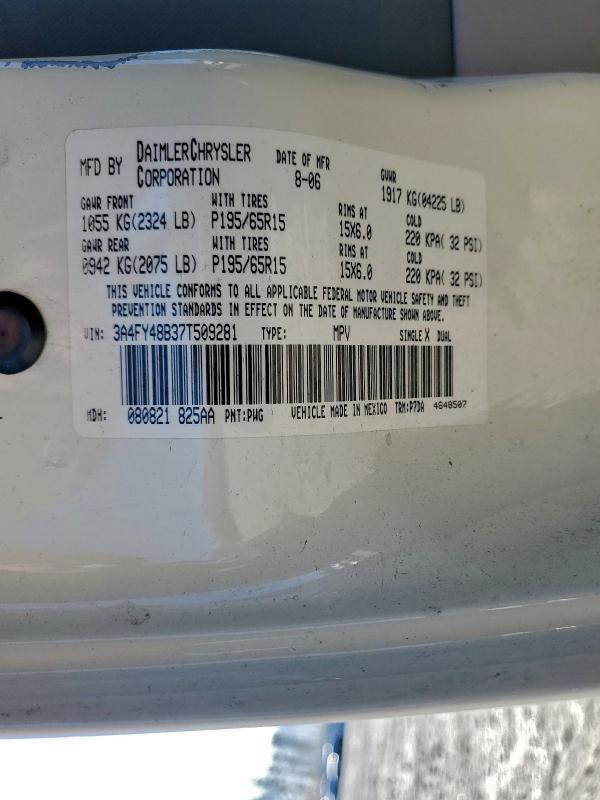 MFD BY DAIMLERCHRYSLER CORPORATION DATE OF MFR 8-06 GVWR 1917 KG(04225 LB)
GAWR FRONT WITH TIRES RIMS AT COLD
1055 KG(2324 LB) P195/65R15 15X6.0 220 KPA( 32 PSI)
GAWR REAR WITH TIRES RIMS AT COLD
0942 KG(2075 LB) P195/65R15 15X6.0 220 KPA( 32 PSI)
THIS VEHICLE CONFORMS TO ALL APPLICABLE FEDERAL MOTOR VEHICLE SAFETY AND THEFT
PREVENTION STANDARDS IN EFFECT ON THE DATE OF MANUFACTURE SHOWN ABOVE.
VIN: 3A4FY48B37T509281 TYPE: MPV SINGLE X DUAL
MDH: 080821 825AA PNT:PWG VEHICLE MADE IN MEXICO TRM:P7DA 4648507